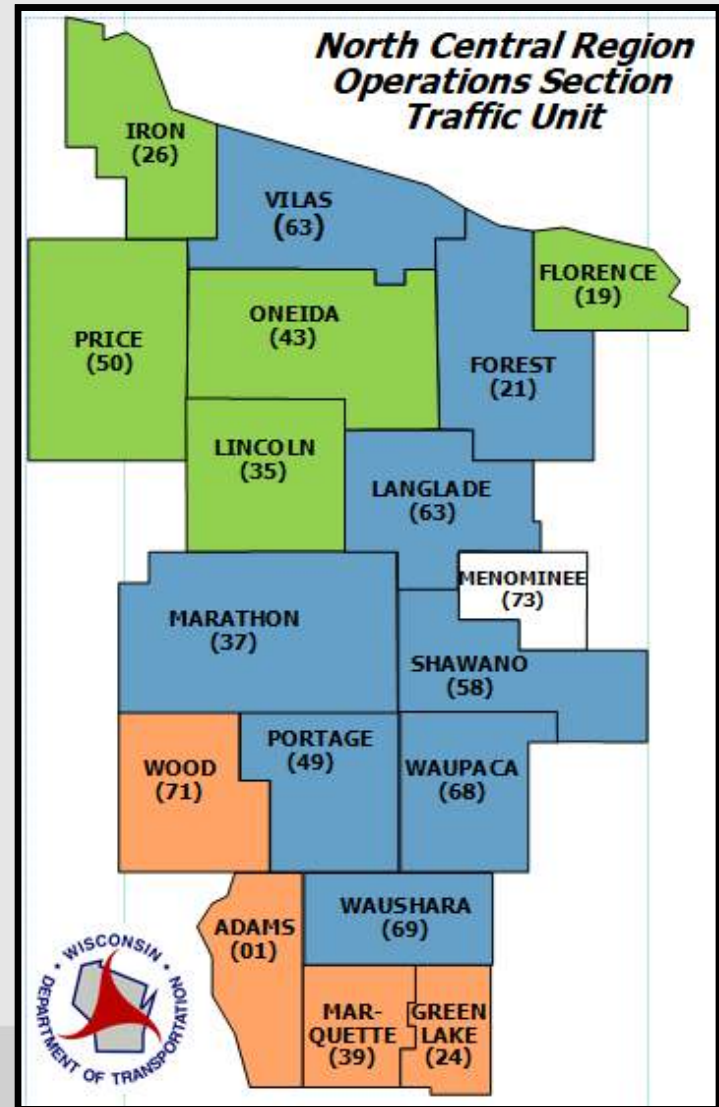 North Central Region
Operations Section
Traffic Unit
IRON
(26)
VILAS
(63)
FLORENCE
(19)
PRICE
(50)
ONEIDA
(43)
FOREST
(21)
LINCOLN
(35)
LANGLADE
(63)
MENOMINEE
(73)
MARATHON
(37)
SHAWANO
(58)
WOOD
(71)
PORTAGE
(49)
WAUPACA
(68)
ADAMS
(01)
WAUSHARA
(69)
MAR-
QUETTE
(39)
GREEN
LAKE
(24)
WISCONSIN
DEPARTMENT OF TRANSPORTATION